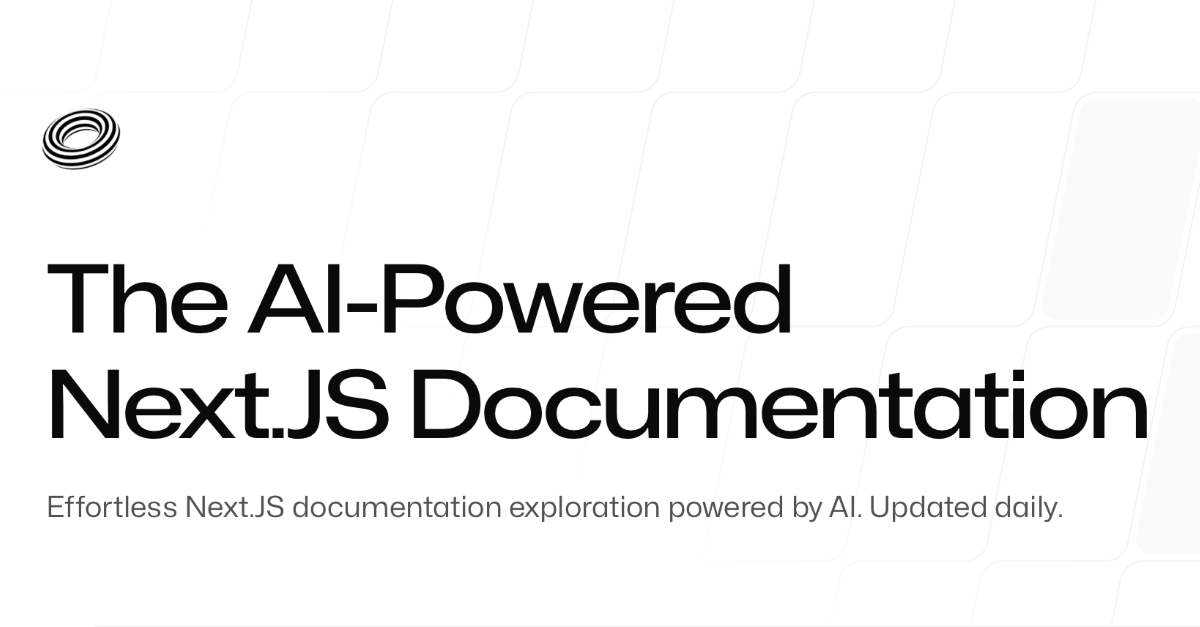 The AI-Powered
Next.JS Documentation
Effortless Next.JS documentation exploration powered by AI. Updated daily.